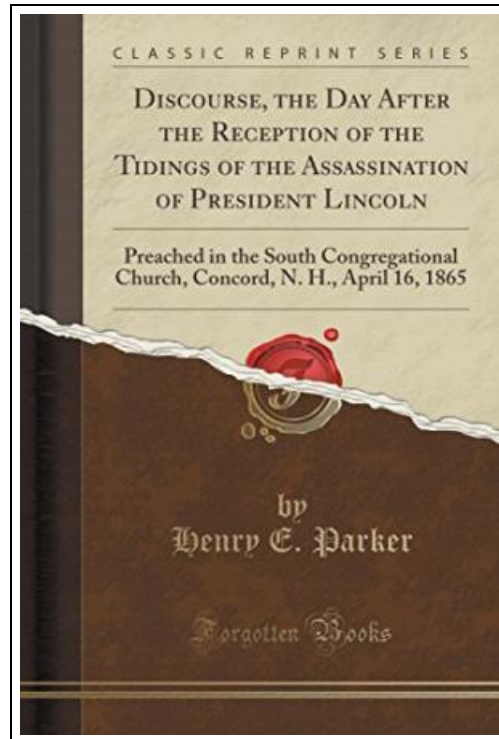 CLASSIC REPRINT SERIES
DISCOURSE, THE DAY AFTER
THE RECEPTION OF THE
TIDINGS OF THE ASSASSINATION
OF PRESIDENT LINCOLN
Preached in the South Congregational
Church, Concord, N. H., April 16, 1865
by
Henry E. Parker
Forgotten Books